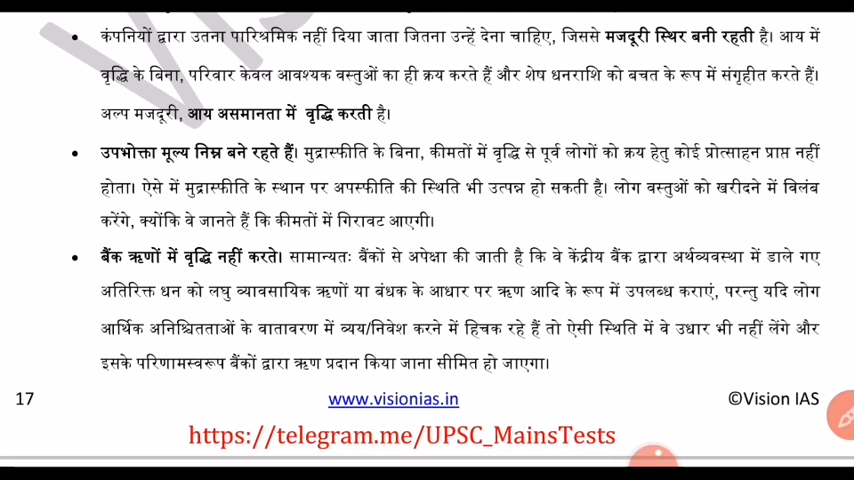 • कंपनियों द्वारा उतना पारिश्रमिक नहीं दिया जाता जितना उन्हें देना चाहिए, जिससे मजदूरी स्थिर बनी रहती है। आय में
वृद्धि के बिना, परिवार केवल आवश्यक वस्तुओं का ही क्रय करते हैं और शेष धनराशि को बचत के रूप में संगृहीत करते हैं।
अल्प मजदूरी, आय असमानता में वृद्धि करती है।
• उपभोक्ता मूल्य निम्न बने रहते हैं। मुद्रास्फीति के बिना, कीमतों में वृद्धि से पूर्व लोगों को क्रय हेतु कोई प्रोत्साहन प्राप्त नहीं
होता। ऐसे में मुद्रास्फीति के स्थान पर अपस्फीति की स्थिति भी उत्पन्न हो सकती है। लोग वस्तुओं को खरीदने में विलंब
करेंगे, क्योंकि वे जानते हैं कि कीमतों में गिरावट आएगी।
• बैंक ऋणों में वृद्धि नहीं करते। सामान्यतः बैंकों से अपेक्षा की जाती है कि वे केंद्रीय बैंक द्वारा अर्थव्यवस्था में डाले गए
अतिरिक्त धन को लघु व्यावसायिक ऋणों या बंधक के आधार पर ऋण आदि के रूप में उपलब्ध कराएं, परन्तु यदि लोग
आर्थिक अनिश्चितताओं के वातावरण में व्यय/निवेश करने में हिचक रहे हैं तो ऐसी स्थिति में वे उधार भी नहीं लेंगे और
इसके परिणामस्वरूप बैंकों द्वारा ऋण प्रदान किया जाना सीमित हो जाएगा।
17 www.visionias.in ©Vision IAS
https://telegram.me/UPSC_MainsTests